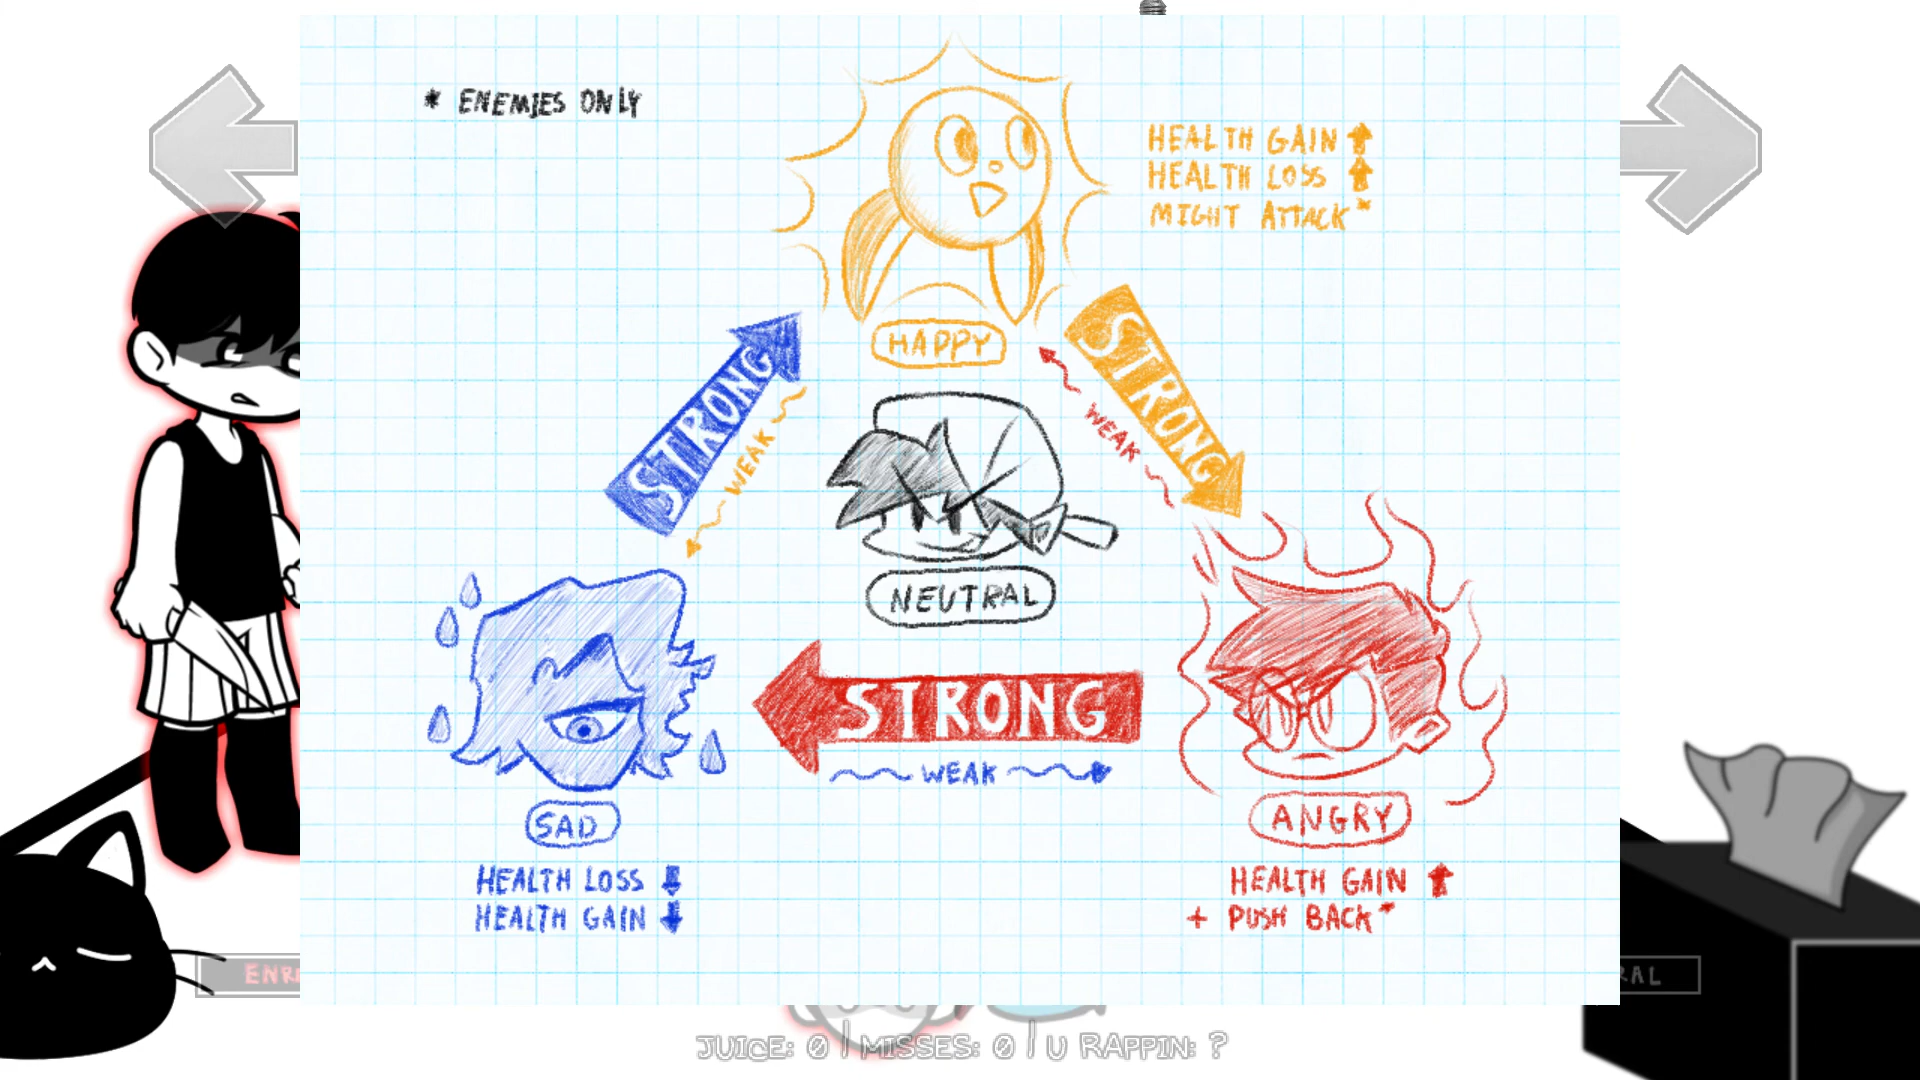 * ENEMIES ONLY
HEALTH GAIN ↑
HEALTH LOSS ↑
MIGHT ATTACK*
HAPPY
STRONG
WEAK
STRONG
WEAK
NEUTRAL
STRONG
WEAK
SAD
ANGRY
HEALTH LOSS ↓
HEALTH GAIN ↓
HEALTH GAIN ↑
+ PUSH BACK*
JUICE: 0 | MISSES: 0 | U RAPPIN: ?